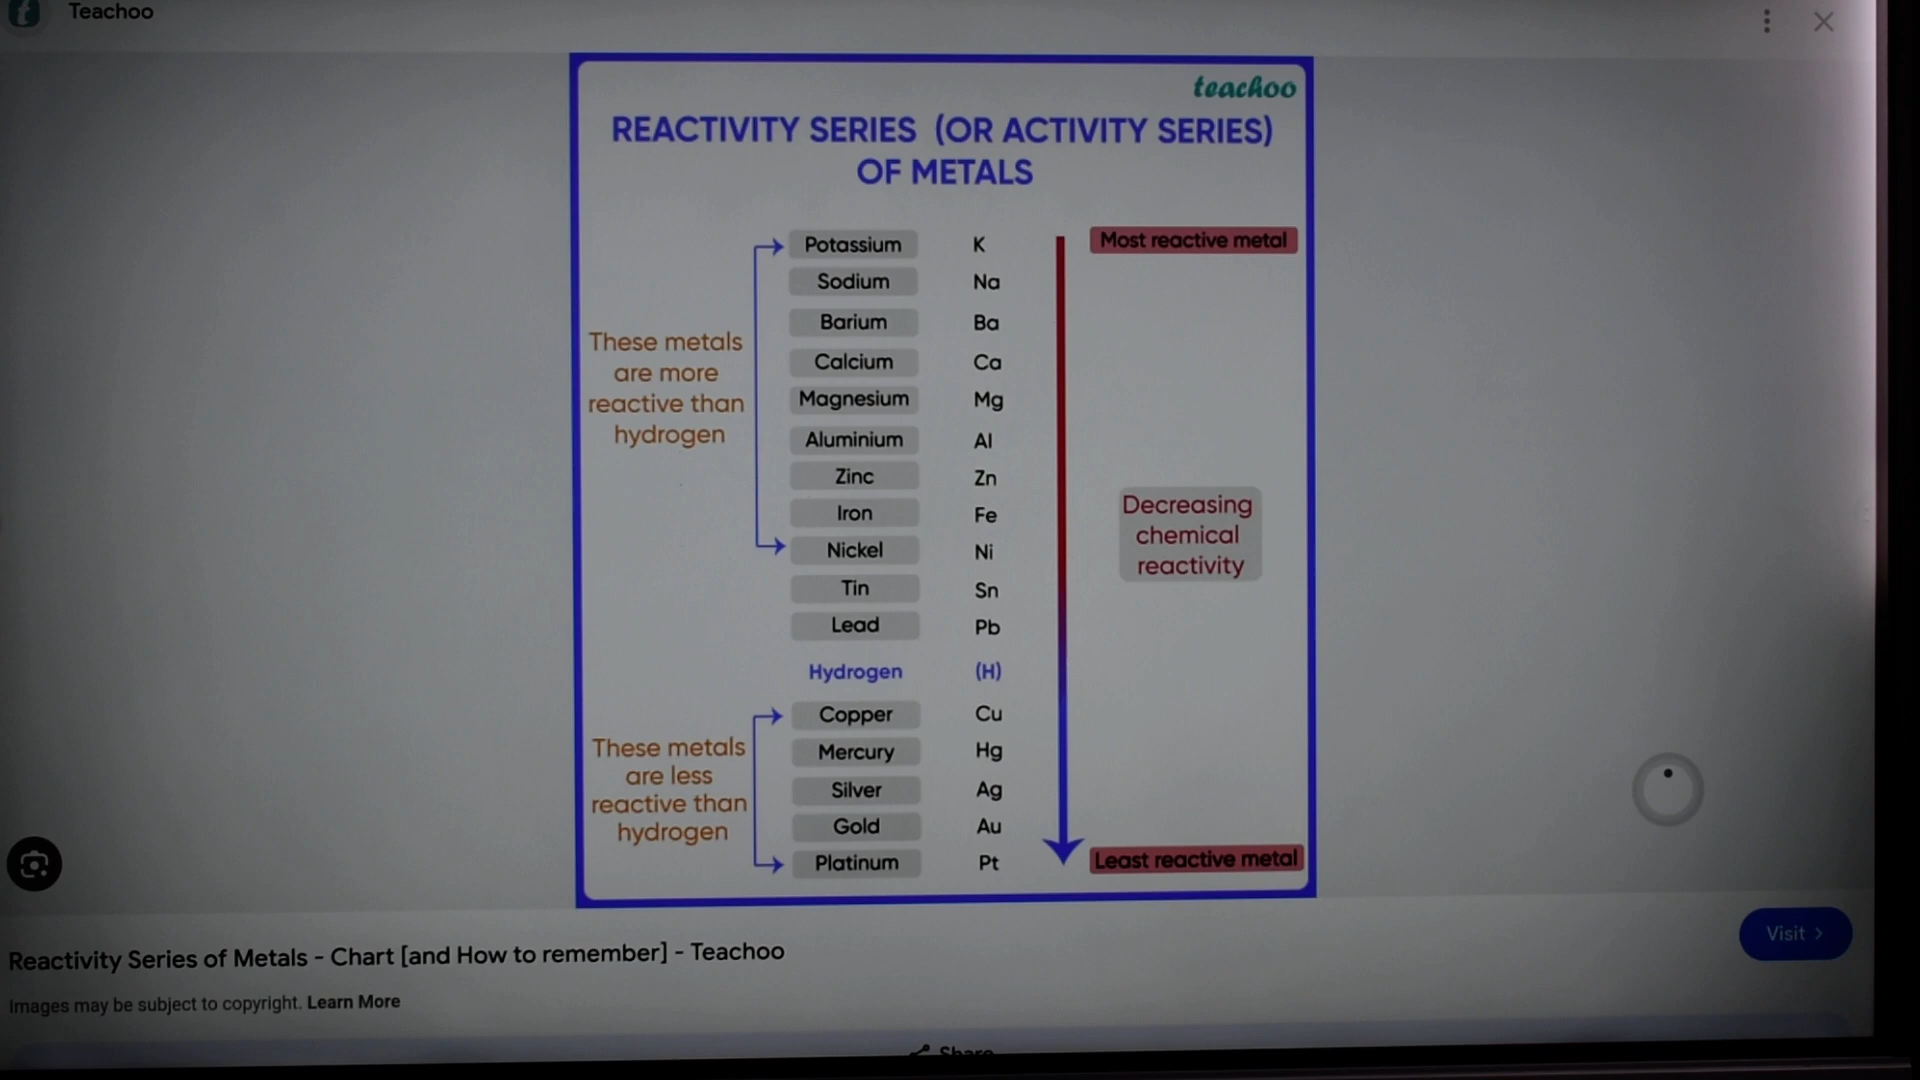 Teachoo
teachoo
REACTIVITY SERIES (OR ACTIVITY SERIES)
OF METALS
Potassium K
Most reactive metal
Sodium Na
Barium Ba
Calcium Ca
Magnesium Mg
Aluminium Al
Zinc Zn
Iron Fe
Nickel Ni
Tin Sn
Lead Pb
Hydrogen (H)
Copper Cu
Mercury Hg
Silver Ag
Gold Au
Platinum Pt
These metals
are more
reactive than
hydrogen
These metals
are less
reactive than
hydrogen
Decreasing
chemical
reactivity
Least reactive metal
Reactivity Series of Metals - Chart [and How to remember] - Teachoo
Visit >
Images may be subject to copyright. Learn More
Share